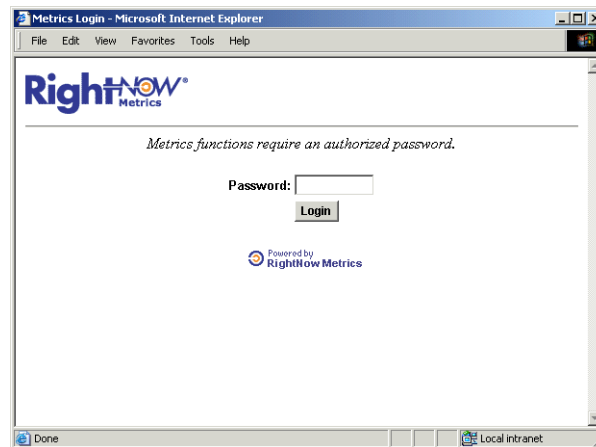 Metrics Login - Microsoft Internet Explorer
File Edit View Favorites Tools Help
RightNOW®
Metrics
Metrics functions require an authorized password.
Password:
Login
Powered by
RightNow Metrics
Done Local intranet